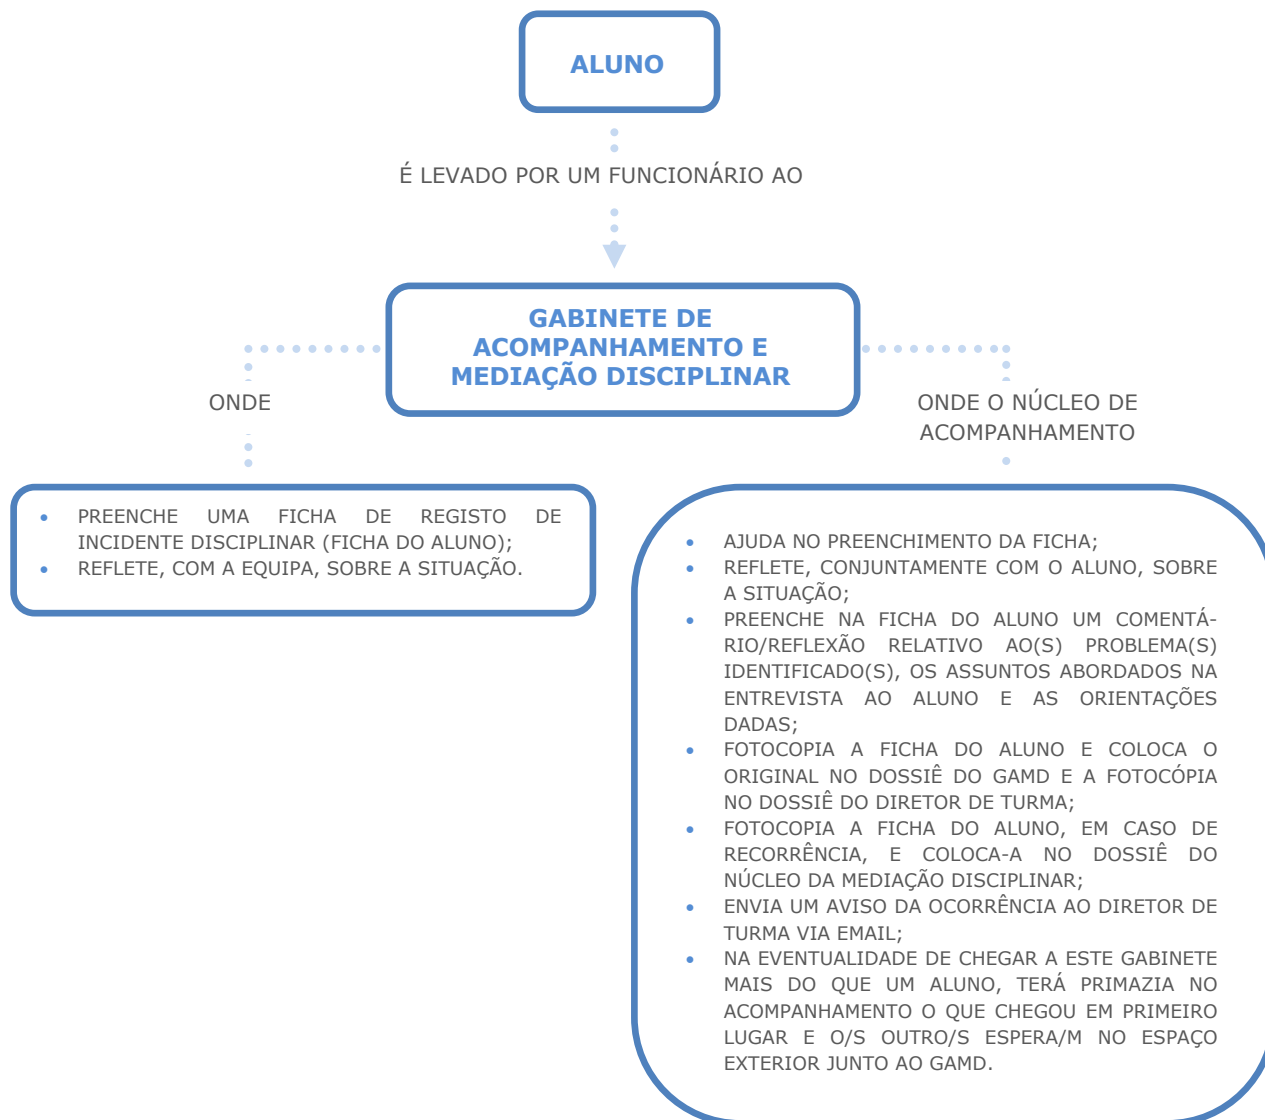 ALUNO
É LEVADO POR UM FUNCIONÁRIO AO
GABINETE DE
ACOMPANHAMENTO E
MEDIAÇÃO DISCIPLINAR
ONDE
• PREENCHE UMA FICHA DE REGISTO DE
INCIDENTE DISCIPLINAR (FICHA DO ALUNO);
• REFLETE, COM A EQUIPA, SOBRE A SITUAÇÃO.
ONDE O NÚCLEO DE
ACOMPANHAMENTO
• AJUDA NO PREENCHIMENTO DA FICHA;
• REFLETE, CONJUNTAMENTE COM O ALUNO, SOBRE
A SITUAÇÃO;
• PREENCHE NA FICHA DO ALUNO UM COMENTÁ-
RIO/REFLEXÃO RELATIVO AO(S) PROBLEMA(S)
IDENTIFICADO(S), OS ASSUNTOS ABORDADOS NA
ENTREVISTA AO ALUNO E AS ORIENTAÇÕES
DADAS;
• FOTOCOPIA A FICHA DO ALUNO E COLOCA O
ORIGINAL NO DOSSIÊ DO GAMD E A FOTOCÓPIA
NO DOSSIÊ DO DIRETOR DE TURMA;
• FOTOCOPIA A FICHA DO ALUNO, EM CASO DE
RECORRÊNCIA, E COLOCA-A NO DOSSIÊ DO
NÚCLEO DA MEDIAÇÃO DISCIPLINAR;
• ENVIA UM AVISO DA OCORRÊNCIA AO DIRETOR DE
TURMA VIA EMAIL;
• NA EVENTUALIDADE DE CHEGAR A ESTE GABINETE
MAIS DO QUE UM ALUNO, TERÁ PRIMAZIA NO
ACOMPANHAMENTO O QUE CHEGOU EM PRIMEIRO
LUGAR E O/S OUTRO/S ESPERA/M NO ESPAÇO
EXTERIOR JUNTO AO GAMD.